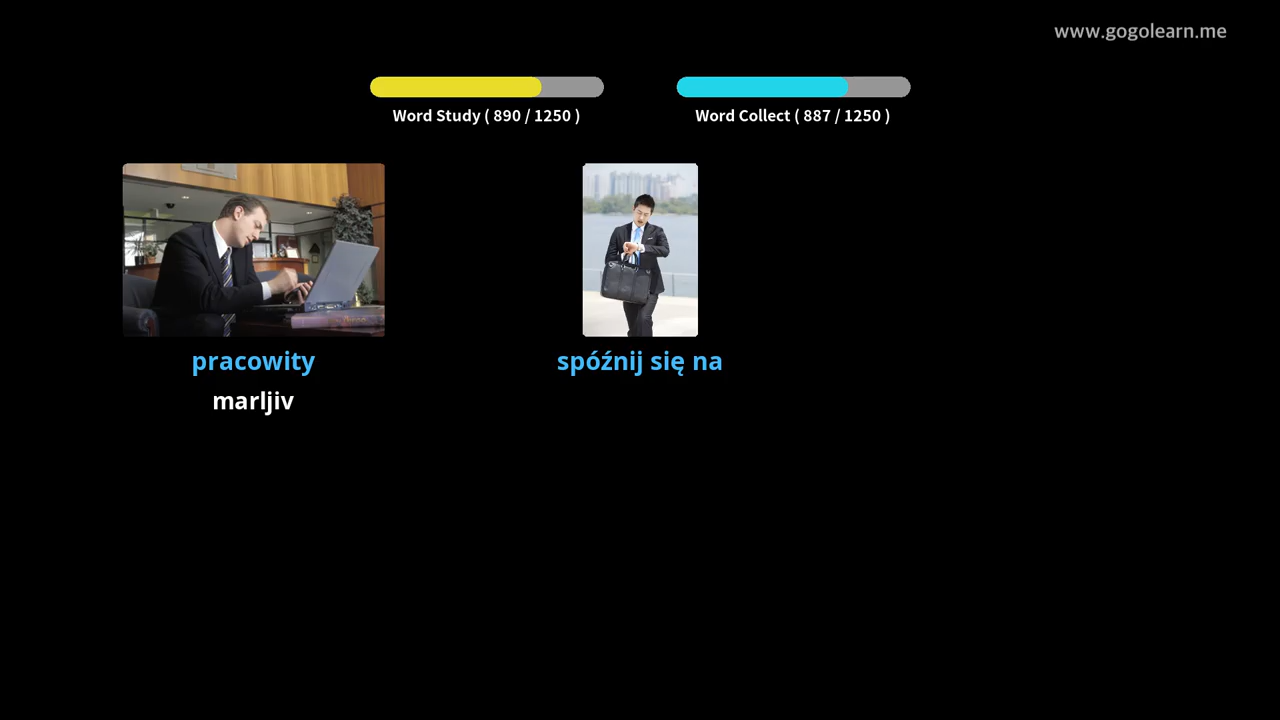 www.gogolearn.me
Word Study ( 890 / 1250 )
Word Collect ( 887 / 1250 )
pracowity
marljiv
spóźnij się na